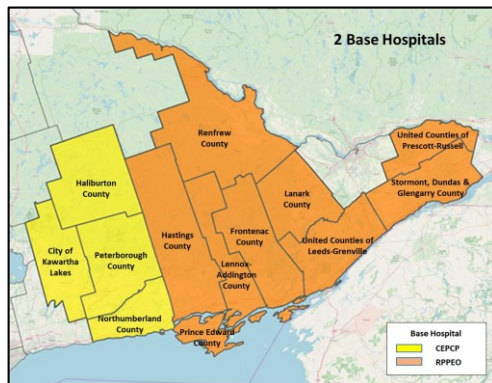 2 Base Hospitals
Renfrew
County
United Counties of
Prescott-Russell
Stormont, Dundas &
Glengarry County
Haliburton
County
Lanark
County
City of
Kawartha
Lakes
Peterborough
County
Hastings
County
Frontenac
County
United Counties of
Leeds-Grenville
Lennox-
Addington
County
Northumberland
County
Prince Edward
County
Base Hospital
CEPCP
RPPEO